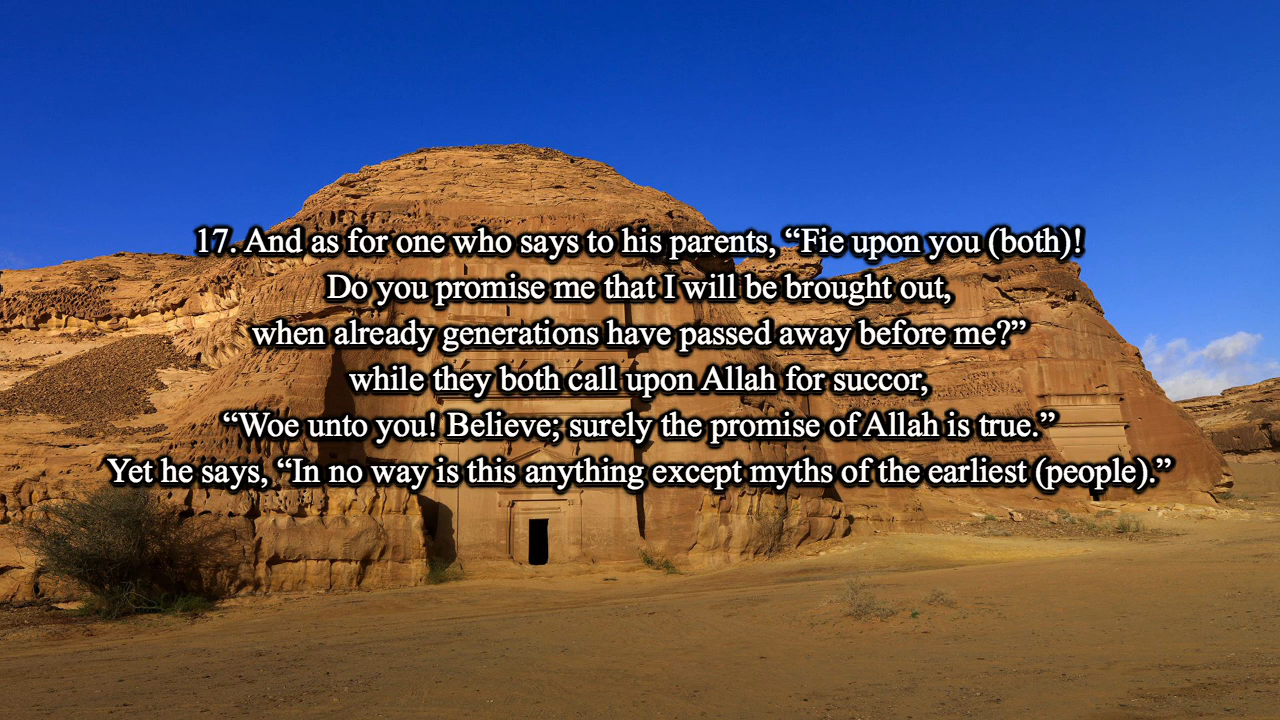 17. And as for one who says to his parents, “Fie upon you (both)!
Do you promise me that I will be brought out,
when already generations have passed away before me?”
while they both call upon Allah for succor,
“Woe unto you! Believe; surely the promise of Allah is true.”
Yet he says, “In no way is this anything except myths of the earliest (people).”